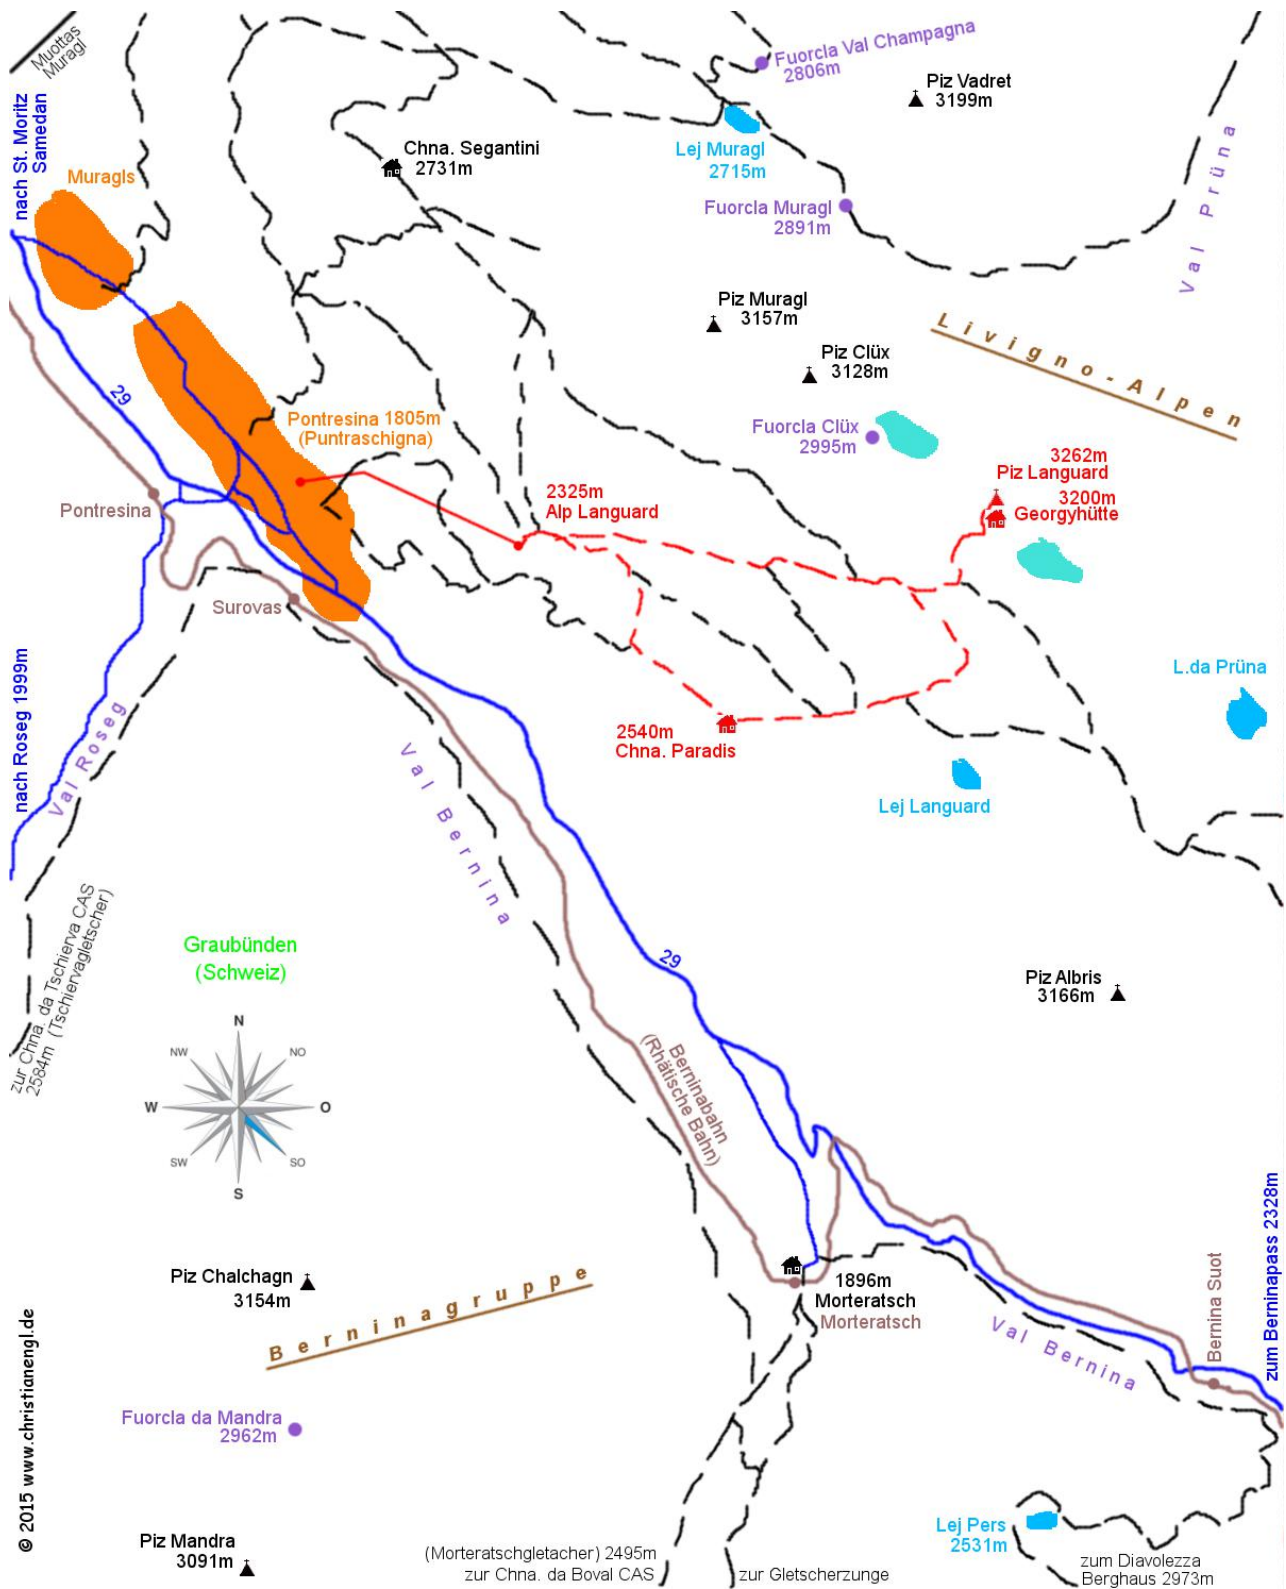 Muottas
Muragl
Fuorcla Val Champagna
2806m
Piz Vadret
3199m
nach St. Moritz
Samedan
Chna. Segantini
2731m
Lej Muragl
2715m
Val Prüna
Muragls
Fuorcla Muragl
2891m
Piz Muragl
3157m
Livigno-Alpen
Piz Clüx
3128m
29
Pontresina 1805m
(Puntraschigna)
Fuorcla Clüx
2995m
3262m
Piz Languard
3200m
Georgyhütte
2325m
Alp Languard
Pontresina
Surovas
nach Roseg 1999m
Val Roseg
L.da Prüna
2540m
Chna. Paradis
Val Bernina
Lej Languard
zur Chna. da Tschierva CAS
2584m (Tschiervagletscher)
Graubünden
(Schweiz)
29
Piz Albris
3166m
N
NW
NO
W
O
SW
SO
S
Berninabahn
(Rhätische Bahn)
zum Berninapass 2328m
Piz Chalchagn
3154m
Berninagruppe
1896m
Morteratsch
Morteratsch
Bernina Suot
Val Bernina
© 2015 www.christianengl.de
Fuorcla da Mandra
2962m
Lej Pers
2531m
Piz Mandra
3091m
(Morteratschgletacher) 2495m
zur Chna. da Boval CAS
zur Gletscherzunge
zum Diavolezza
Berghaus 2973m